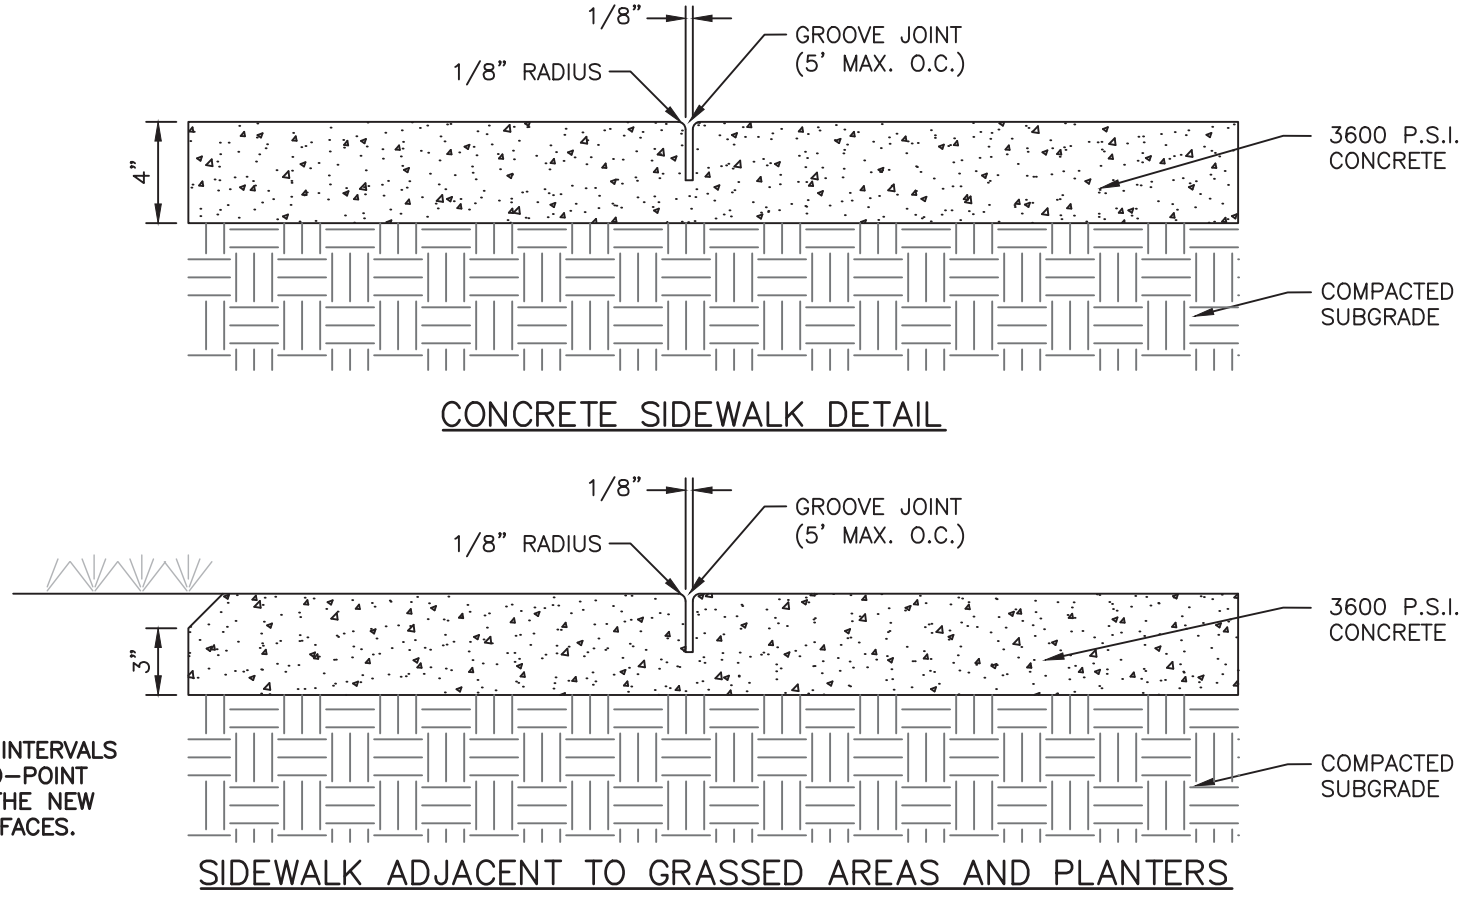 1/8”
GROOVE JOINT
(5’ MAX. O.C.)
1/8” RADIUS
3600 P.S.I.
CONCRETE
4”
COMPACTED
SUBGRADE
CONCRETE SIDEWALK DETAIL
1/8”
GROOVE JOINT
(5’ MAX. O.C.)
1/8” RADIUS
3600 P.S.I.
CONCRETE
3”
INTERVALS
–POINT
THE NEW
FACES.
COMPACTED
SUBGRADE
SIDEWALK ADJACENT TO GRASSED AREAS AND PLANTERS